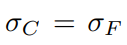 σ_C = σ_F